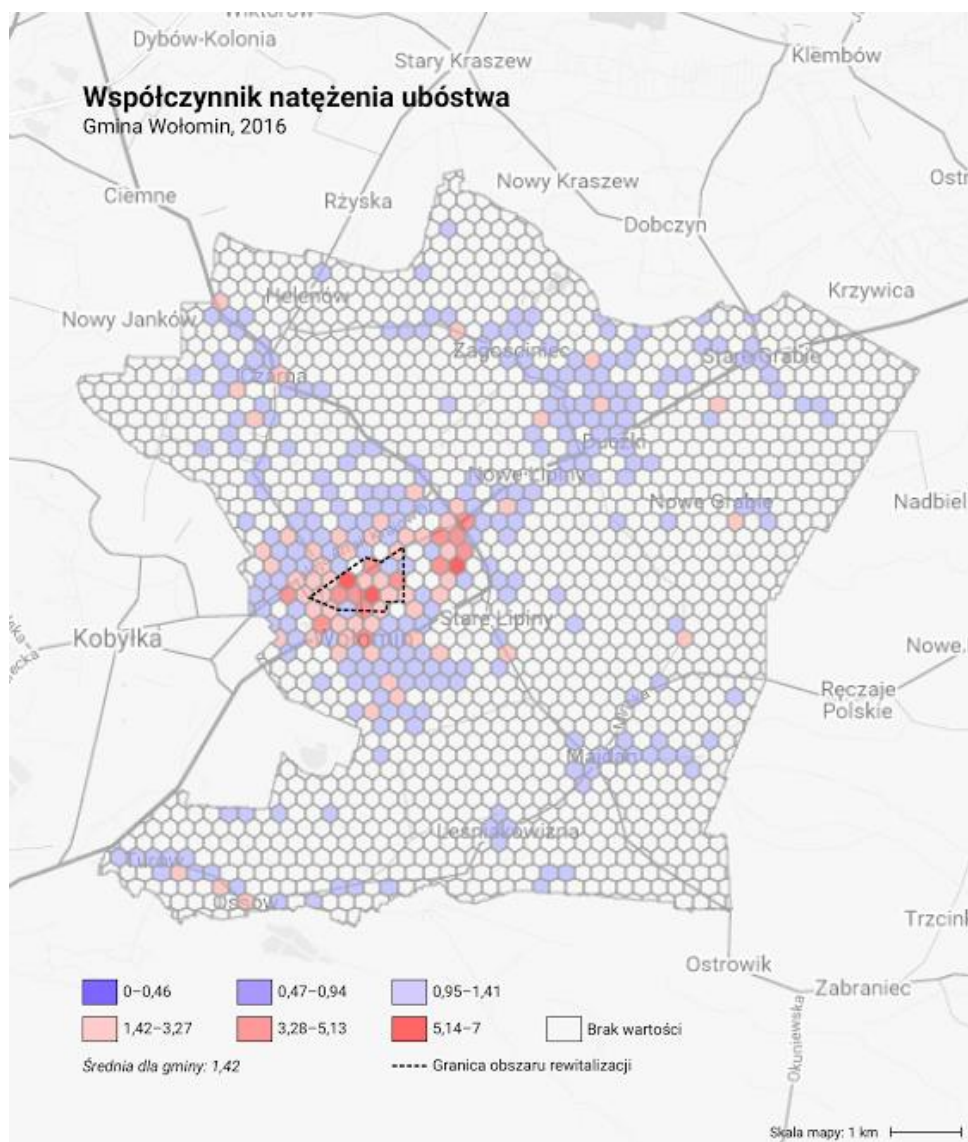 Dybów-Kolonia
Stary Kraszew
Klembów
Współczynnik natężenia ubóstwa
Gmina Wołomin, 2016
Ciemne
Rżyska
Nowy Kraszew
Dobczyn
Nowy Janków
Helenów
Krzywica
Zagościniec
Stare Grabie
Czarna
Duczki
Nowe Lipiny
Nowe Grabie
Nadbiel
Kobyłka
Stare Lipiny
Wołomin
Nowe
Ręczaje
Polskie
Majdan
Leśniakowizna
Turów
Ossów
Trzcinl
Ostrowik
Zabraniec
Okuniewska
0–0,46 0,47–0,94 0,95–1,41
1,42–3,27 3,28–5,13 5,14–7 Brak wartości
Średnia dla gminy: 1,42 Granica obszaru rewitalizacji
Skala mapy: 1 km